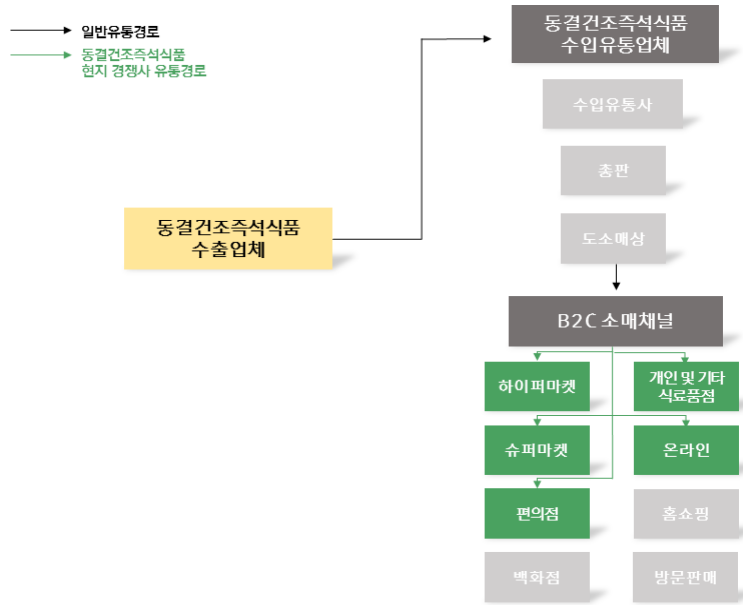 일반유통경로
동결건조즉석식품
현지 경쟁사 유통경로
동결건조즉석식품
수입유통업체
수입유통사
총판
동결건조즉석식품
수출업체
도소매상
B2C 소매채널
하이퍼마켓
개인 및 기타
식료품점
슈퍼마켓
온라인
편의점
홈쇼핑
백화점
방문판매